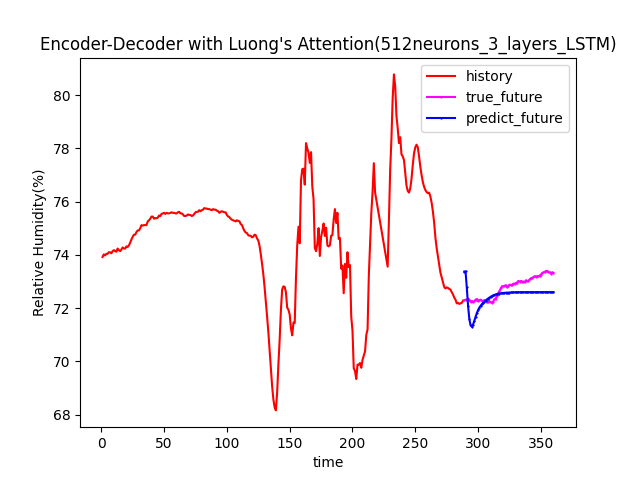 Encoder-Decoder with Luong's Attention(512neurons_3_layers_LSTM)
history
true_future
predict_future
Relative Humidity(%)
80
78
76
74
72
70
68
0 50 100 150 200 250 300 350
time